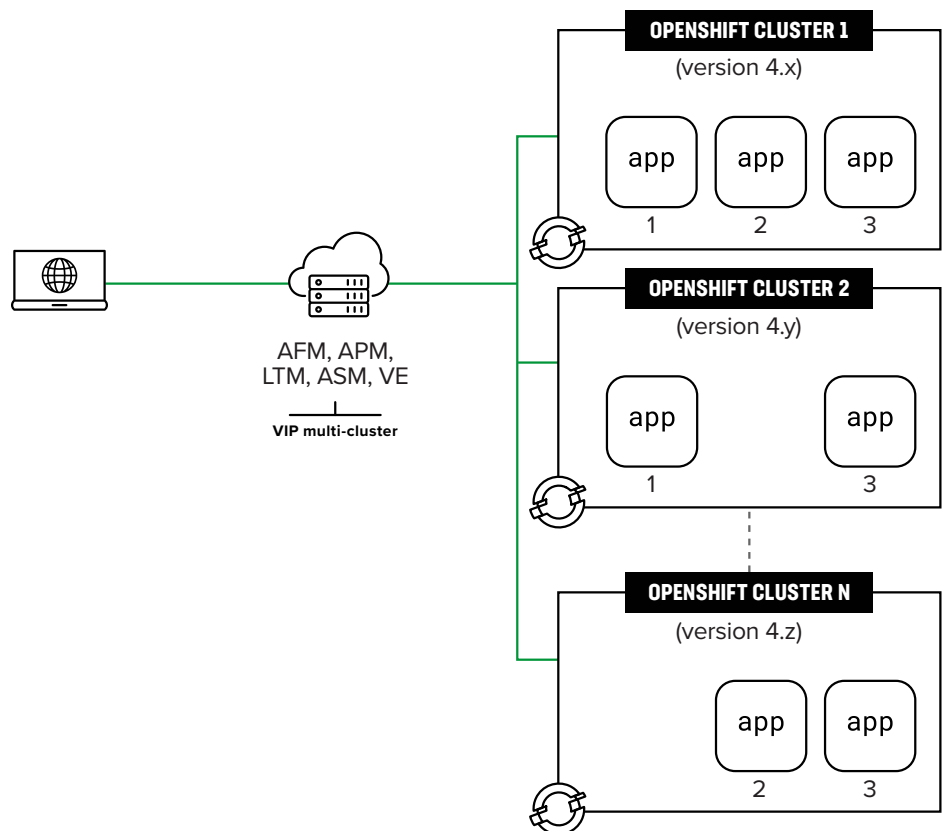 OPENSHIFT CLUSTER 1
(version 4.x)
app app app
1 2 3
OPENSHIFT CLUSTER 2
(version 4.y)
app app
1 3
AFM, APM,
LTM, ASM, VE
VIP multi-cluster
OPENSHIFT CLUSTER N
(version 4.z)
app app
2 3